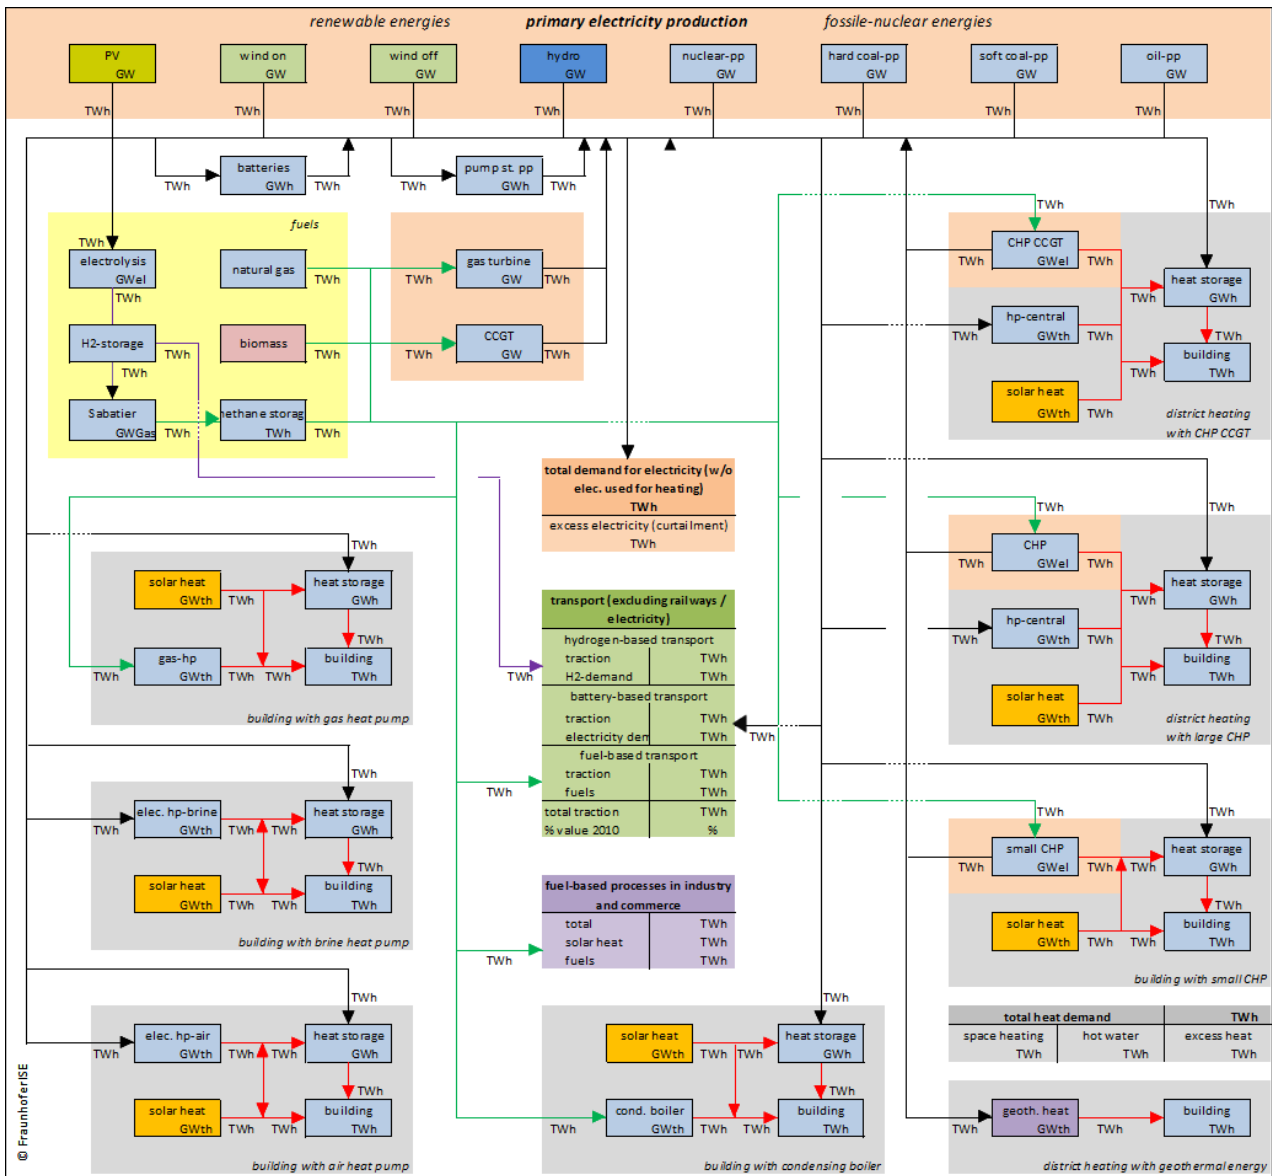 renewable energies primary electricity production fossile-nuclear energies
PV wind on wind off hydro nuclear-pp hard coal-pp soft coal-pp oil-pp
GW GW GW GW GW GW GW GW
TWh TWh TWh TWh TWh TWh TWh TWh
batteries pump st. pp
TWh GWh TWh TWh GWh TWh
TWh TWh
fuels
TWh
electrolysis natural gas gas turbine CHP CCGT
GWel TWh TWh GW TWh TWh GWel TWh
heat storage
TWh TWh GWh
hp-central
H2-storage biomass CCGT TWh GWth TWh TWh
TWh TWh TWh GW TWh building
TWh TWh TWh
Sabatier ethane storag solar heat
GWGas TWh TWh TWh GWth TWh
district heating
with CHP CCGT
total demand for electricity (w/o
elec. used for heating)
TWh
excess electricity (curtailment)
TWh
TWh TWh
CHP
TWh GWel TWh
heat storage
TWh GWh
hp-central
TWh GWth TWh TWh
building
TWh TWh
solar heat
GWth TWh
district heating
with large CHP
TWh
solar heat heat storage
GWth TWh GWh
TWh
gas-hp building
TWh GWth TWh TWh TWh
building with gas heat pump
transport (excluding railways /
electricity)
hydrogen-based transport
traction TWh
TWh H2-demand TWh
battery-based transport
traction TWh
electricity dem TWh TWh
fuel-based transport
traction TWh
TWh fuels TWh
total traction TWh
% value 2010 %
TWh
elec. hp-brine heat storage
TWh GWth TWh TWh GWh
TWh
solar heat building
GWth TWh TWh TWh
building with brine heat pump
TWh TWh
small CHP heat storage
TWh GWel TWh TWh GWh
TWh
solar heat building
GWth TWh TWh TWh
building with small CHP
fuel-based processes in industry
and commerce
total TWh
solar heat TWh
TWh fuels TWh
TWh
elec. hp-air heat storage
TWh GWth TWh TWh GWh
TWh
solar heat building
GWth TWh TWh TWh
building with air heat pump
TWh
solar heat heat storage
GWth TWh TWh GWh
TWh
cond. boiler building
TWh GWth TWh TWh TWh
building with condensing boiler
total heat demand TWh
space heating hot water excess heat
TWh TWh TWh
geoth. heat building
TWh GWth TWh TWh
district heating with geothermal energy
© Fraunhofer ISE